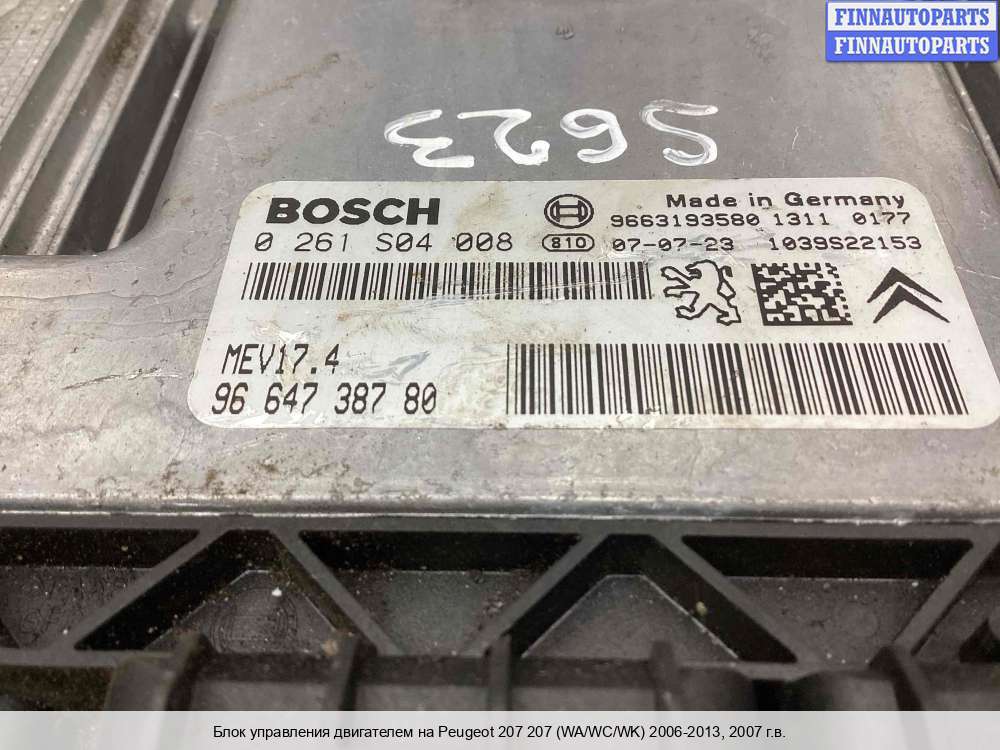 FINNAUTOPARTS
FINNAUTOPARTS
5623
BOSCH
Made in Germany
9663193580 1311 0177
0 261 S04 008
810 07-07-23 1039S22153
MEV17.4
96 647 387 80
Блок управления двигателем на Peugeot 207 207 (WA/WC/WK) 2006-2013, 2007 г.в.